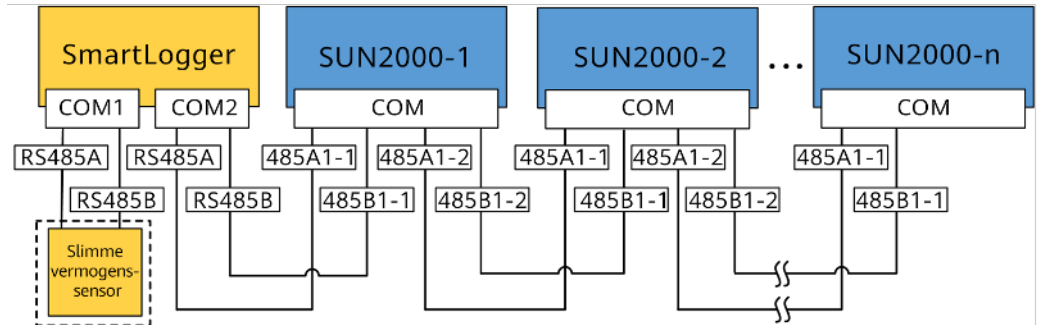 SmartLogger
SUN2000-1
SUN2000-2
...
SUN2000-n
COM1
COM2
COM
COM
COM
RS485A
RS485A
485A1-1
485A1-2
485A1-1
485A1-2
485A1-1
RS485B
RS485B
485B1-1
485B1-2
485B1-1
485B1-2
485B1-1
Slimme
vermogens-
sensor